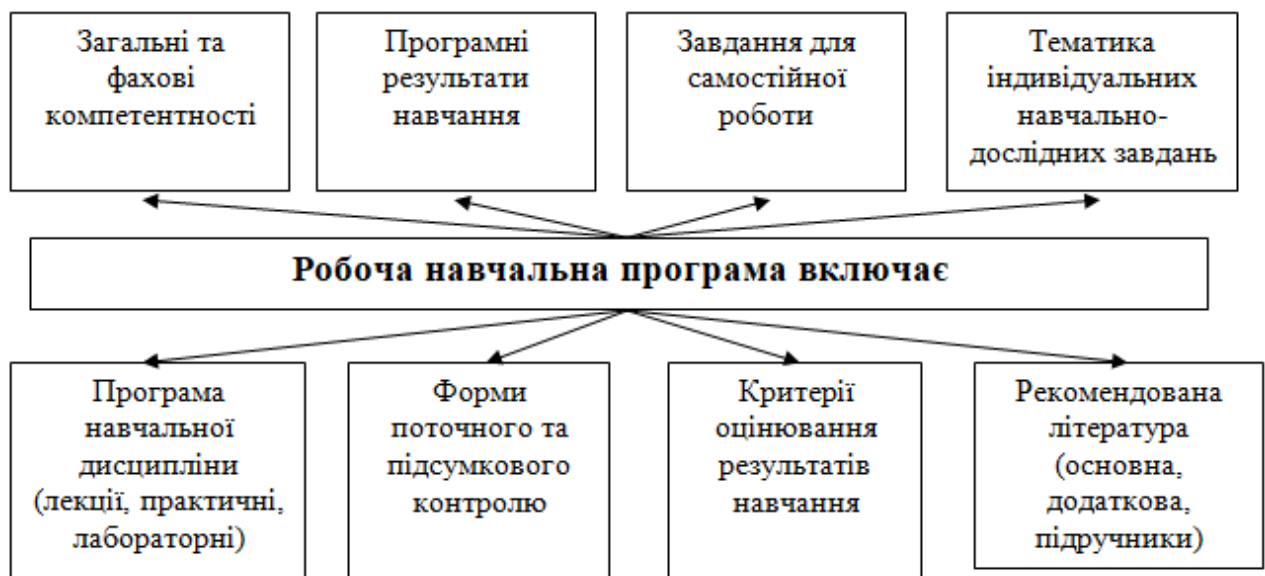 Загальні та
фахові
компетентності
Програмні
результати
навчання
Завдання для
самостійної
роботи
Тематика
індивідуальних
навчально-
дослідних завдань
Робоча навчальна програма включає
Програма
навчальної
дисципліни
(лекції, практичні,
лабораторні)
Форми
поточного та
підсумкового
контролю
Критерії
оцінювання
результатів
навчання
Рекомендована
література
(основна,
додаткова,
підручники)